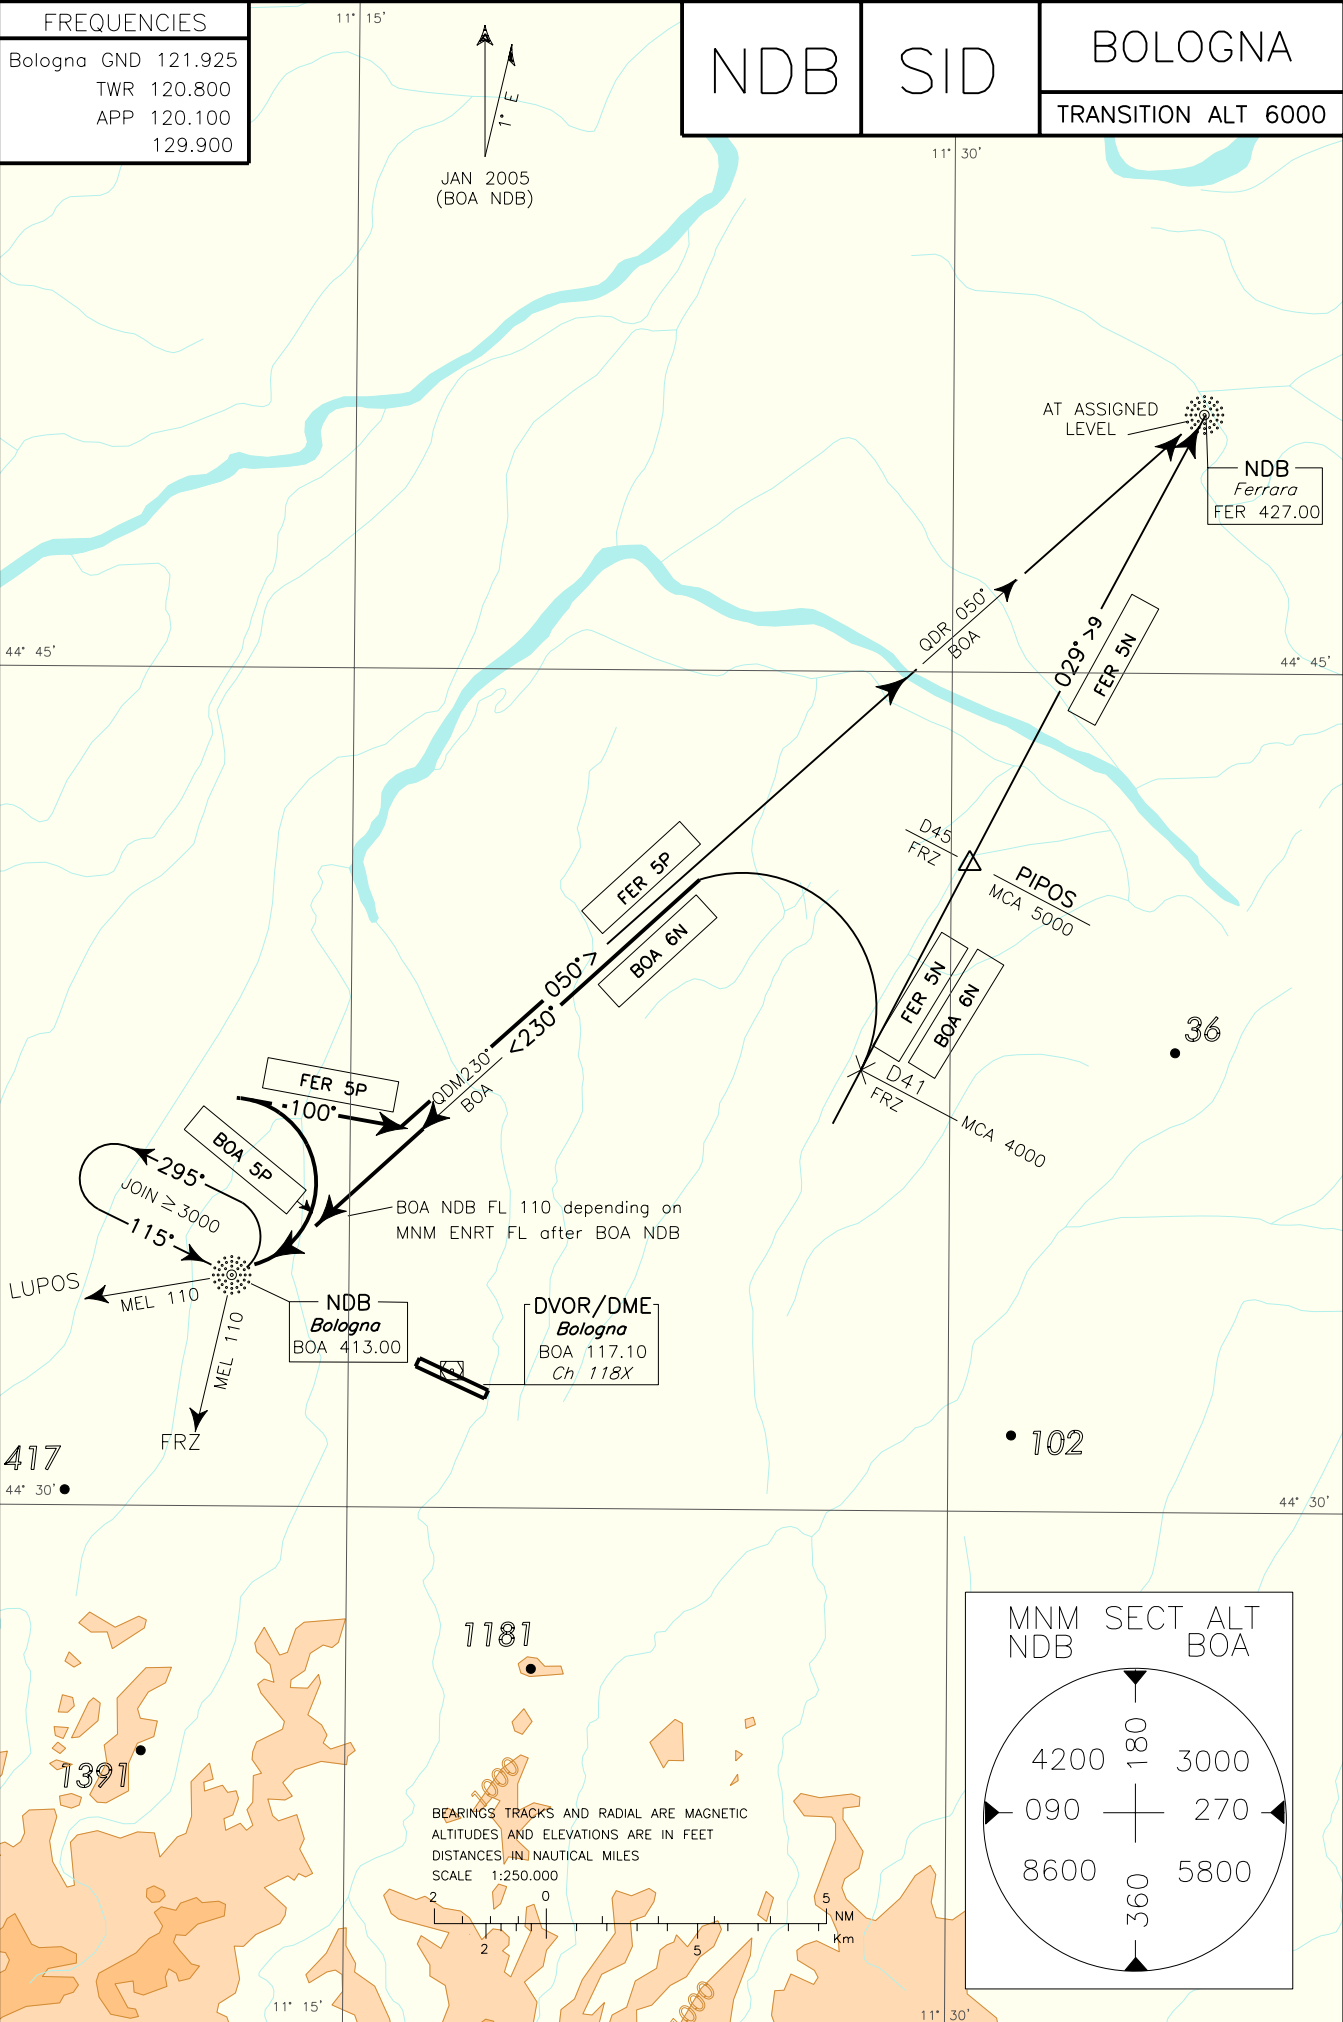 FREQUENCIES
Bologna GND 121.925
TWR 120.800
APP 120.100
129.900
11° 15'
1° E
JAN 2005
(BOA NDB)
NDB
SID
BOLOGNA
TRANSITION ALT 6000
11° 30'
AT ASSIGNED
LEVEL
NDB
Ferrara
FER 427.00
QDR 050°
BOA
029° >9
FER 5N
44° 45'
44° 45'
D45
FRZ
PIPOS
MCA 5000
FER 5P
BOA 6N
050°>
<230°
FER 5N
BOA 6N
36
QDM230°
BOA
D41
FRZ
MCA 4000
FER 5P
100°
BOA 5P
295°
JOIN ≥ 3000
115°
BOA NDB FL 110 depending on
MNM ENRT FL after BOA NDB
LUPOS
MEL 110
MEL 110
FRZ
NDB
Bologna
BOA 413.00
DVOR/DME
Bologna
BOA 117.10
Ch 118X
417
102
44° 30'
44° 30'
1181
1391
1000
MNM SECT ALT
NDB BOA
180
4200 3000
090 270
8600 5800
360
BEARINGS TRACKS AND RADIAL ARE MAGNETIC
ALTITUDES AND ELEVATIONS ARE IN FEET
DISTANCES IN NAUTICAL MILES
SCALE 1:250.000
2 0 5
NM
Km
2 5
11° 15'
11° 30'